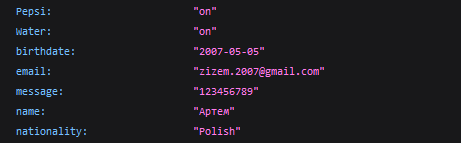 Pepsi: "on"
Water: "on"
birthdate: "2007-05-05"
email: "zizem.2007@gmail.com"
message: "123456789"
name: "Артем"
nationality: "Polish"